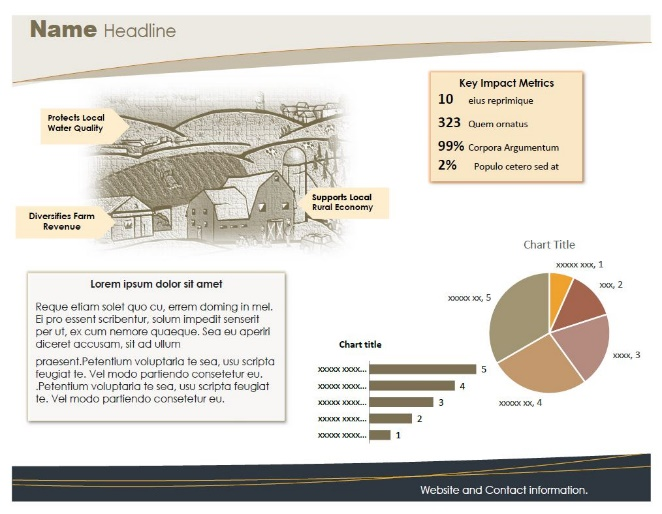 Name Headline
Protects Local
Water Quality
Diversifies Farm
Revenue
Supports Local
Rural Economy
Key Impact Metrics
10 eius reprimique
323 Quem ornatus
99% Corpora Argumentum
2% Populo cetero sed at
Lorem ipsum dolor sit amet
Reque etiam solet quo cu, errem doming in mel.
Ei pro essent scribentur, solum impedit senserit
per ut, ex cum nemore quaeque. Sea eu aperiri
diceret accusam, sit ad ullum
praesent.Petentium voluptaria te sea, usu scripta
feugiat te. Vel modo partiendo consetetur eu.
.Petentium voluptaria te sea, usu scripta feugiat
te. Vel modo partiendo consetetur eu.
Chart title
xxxxx xxxx... 5
xxxxx xxxx... 4
xxxxx xxxx... 3
xxxxx xxxx... 2
xxxxx xxxx... 1
Chart Title
xxxxx xxx, 1
xxx, 2
xxxx, 3
xxxxx xx, 4
xxxxx xx, 5
Website and Contact information.